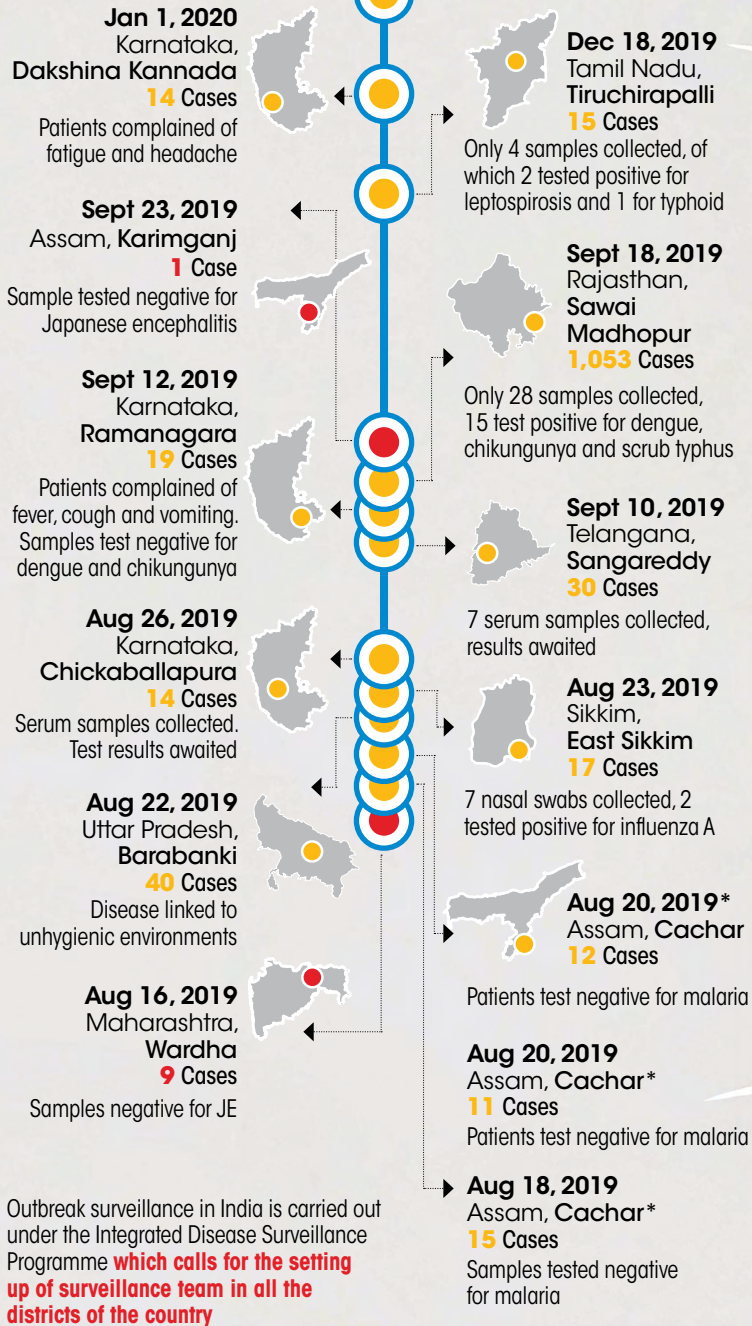 Jan 1, 2020
Karnataka,
Dakshina Kannada
14 Cases
Patients complained of
fatigue and headache
Dec 18, 2019
Tamil Nadu,
Tiruchirapalli
15 Cases
Only 4 samples collected, of
which 2 tested positive for
leptospirosis and 1 for typhoid
Sept 23, 2019
Assam, Karimganj
1 Case
Sample tested negative for
Japanese encephalitis
Sept 18, 2019
Rajasthan,
Sawai
Madhopur
1,053 Cases
Only 28 samples collected,
15 test positive for dengue,
chikungunya and scrub typhus
Sept 12, 2019
Karnataka,
Ramanagara
19 Cases
Patients complained of
fever, cough and vomiting.
Samples test negative for
dengue and chikungunya
Sept 10, 2019
Telangana,
Sangareddy
30 Cases
7 serum samples collected,
results awaited
Aug 26, 2019
Karnataka,
Chickaballapura
14 Cases
Serum samples collected.
Test results awaited
Aug 23, 2019
Sikkim,
East Sikkim
17 Cases
7 nasal swabs collected, 2
tested positive for influenza A
Aug 22, 2019
Uttar Pradesh,
Barabanki
40 Cases
Disease linked to
unhygienic environments
Aug 20, 2019*
Assam, Cachar
12 Cases
Patients test negative for malaria
Aug 16, 2019
Maharashtra,
Wardha
9 Cases
Samples negative for JE
Aug 20, 2019
Assam, Cachar*
11 Cases
Patients test negative for malaria
Aug 18, 2019
Assam, Cachar*
15 Cases
Samples tested negative
for malaria
Outbreak surveillance in India is carried out
under the Integrated Disease Surveillance
Programme which calls for the setting
up of surveillance team in all the
districts of the country